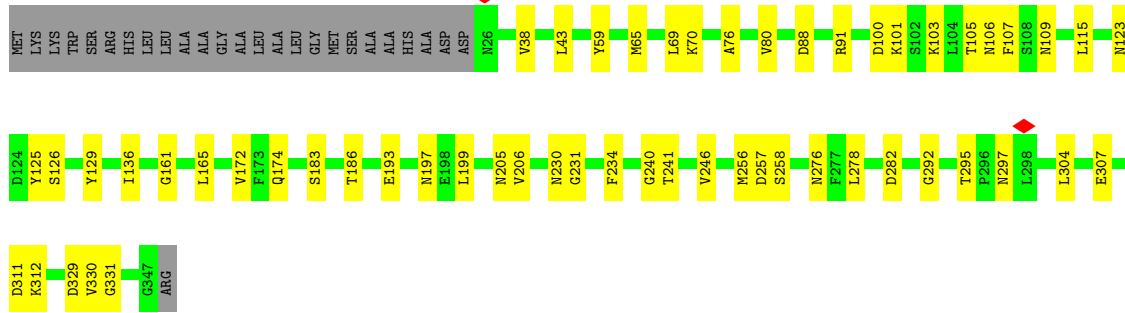 MET LYS LYS TRP SER ARG HIS LEU LEU ALA ALA GLY ALA LEU ALA LEU GLY MET SER ALA ALA HIS ALA ASP ASP N26 V38 L43 Y59 M65 L69 K70 A76 V80 D88 R91 D100 K101 S102 K103 L104 T105 N106 F107 S108 N109 L115 N123
D124 Y125 S126 Y129 I136 G161 L165 V172 F173 Q174 S183 T186 E193 N197 E198 L199 N205 V206 N230 G231 F234 G240 T241 V246 M256 D257 S258 N276 F277 L278 D282 G292 T295 P296 N297 L298 L304 E307
D311 K312 D329 V330 G331 G347 ARG